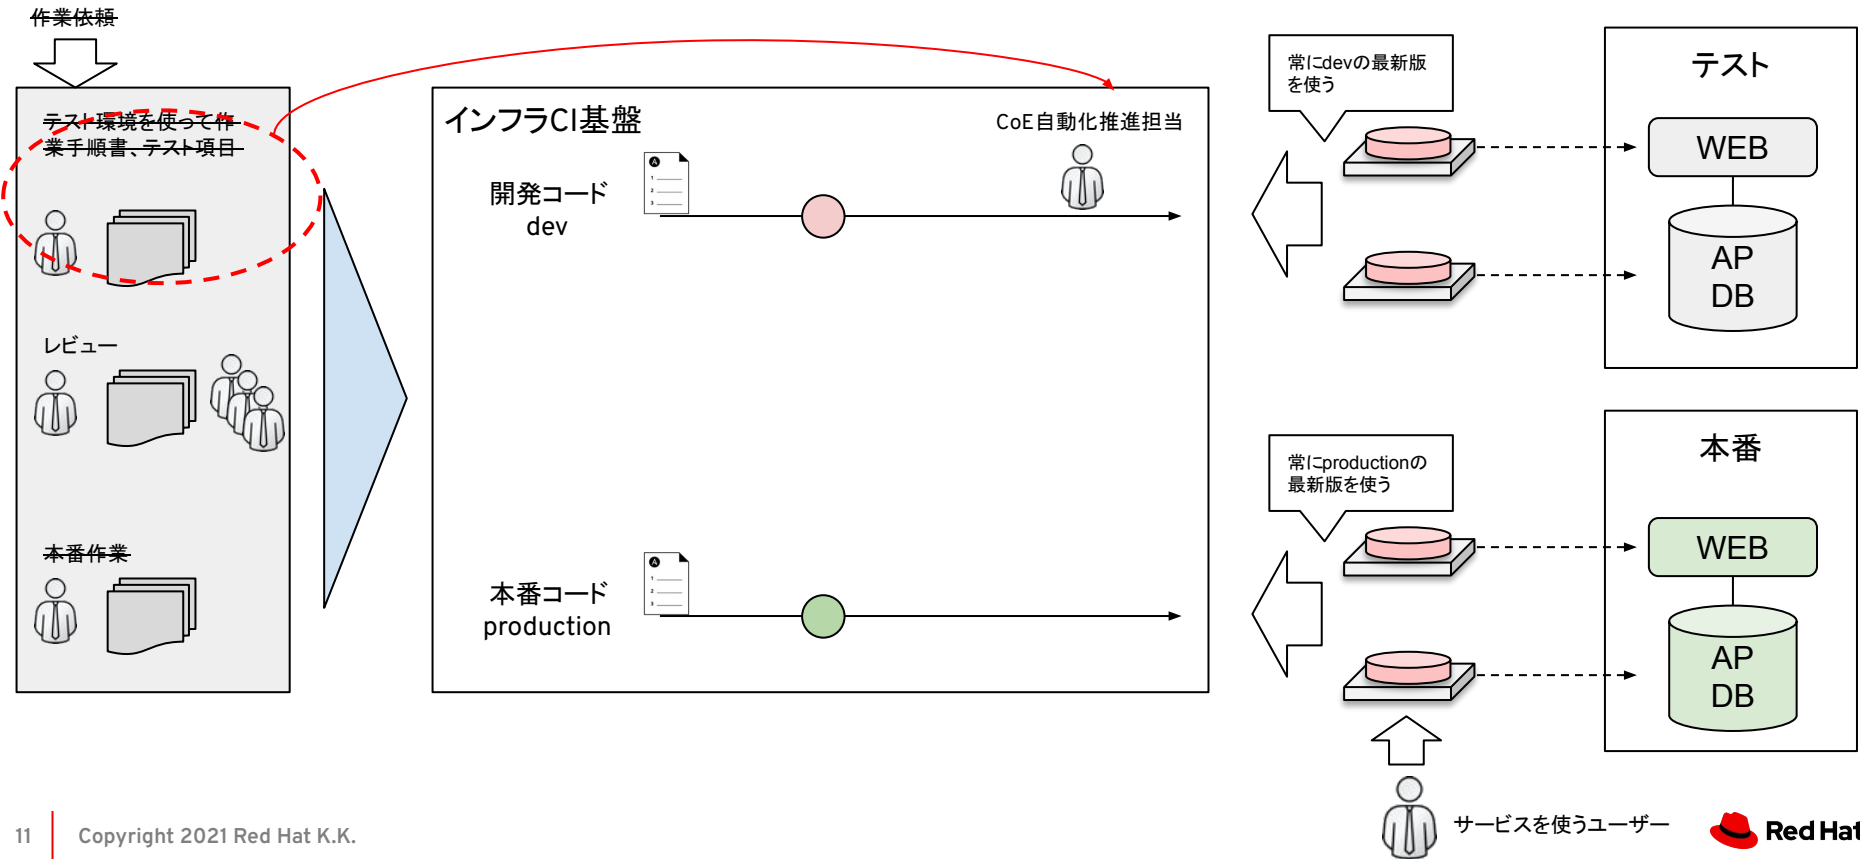 作業依頼
テスト環境を使って作
業手順書、テスト項目
レビュー
本番作業
インフラCI基盤
CoE自動化推進担当
開発コード
dev
本番コード
production
常にdevの最新版
を使う
テスト
WEB
AP
DB
常にproductionの
最新版を使う
本番
WEB
AP
DB
サービスを使うユーザー
11
Copyright 2021 Red Hat K.K.
Red Hat